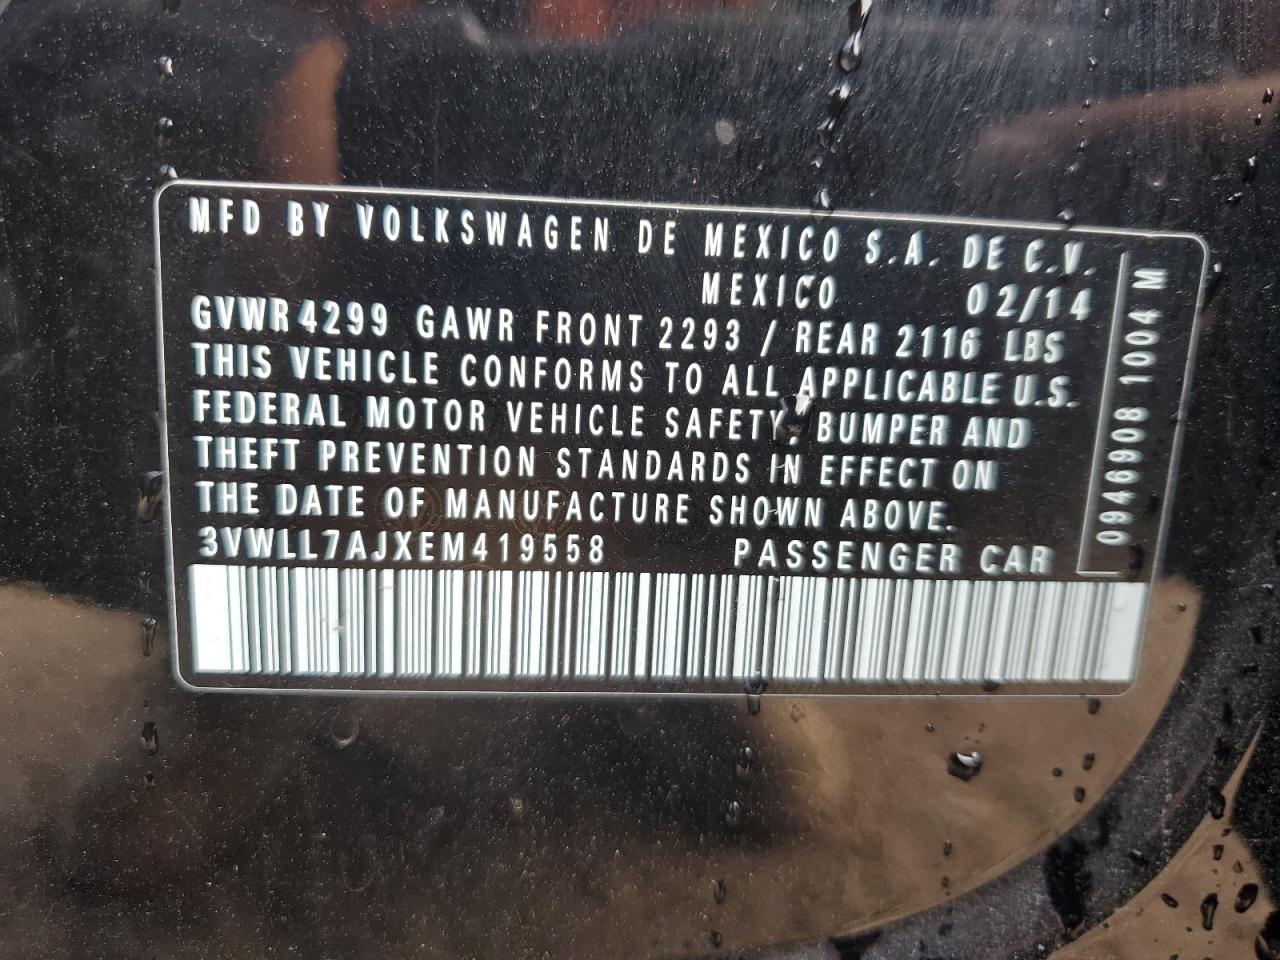 MFD BY VOLKSWAGEN DE MEXICO S.A. DE C.V.
MEXICO 02/14
GVWR 4299 GAWR FRONT 2293 / REAR 2116 LBS
THIS VEHICLE CONFORMS TO ALL APPLICABLE U.S.
FEDERAL MOTOR VEHICLE SAFETY, BUMPER AND
THEFT PREVENTION STANDARDS IN EFFECT ON
THE DATE OF MANUFACTURE SHOWN ABOVE.
3VWLL7AJXEM419558 PASSENGER CAR
0946908 1004 M